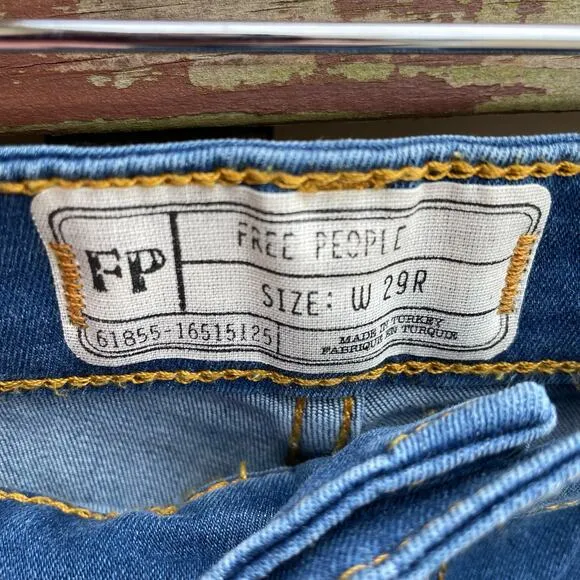 FP
FREE PEOPLE
SIZE: W 29R
61855-16515125
MADE IN TURKEY
FABRIQUE EN TURQUIE